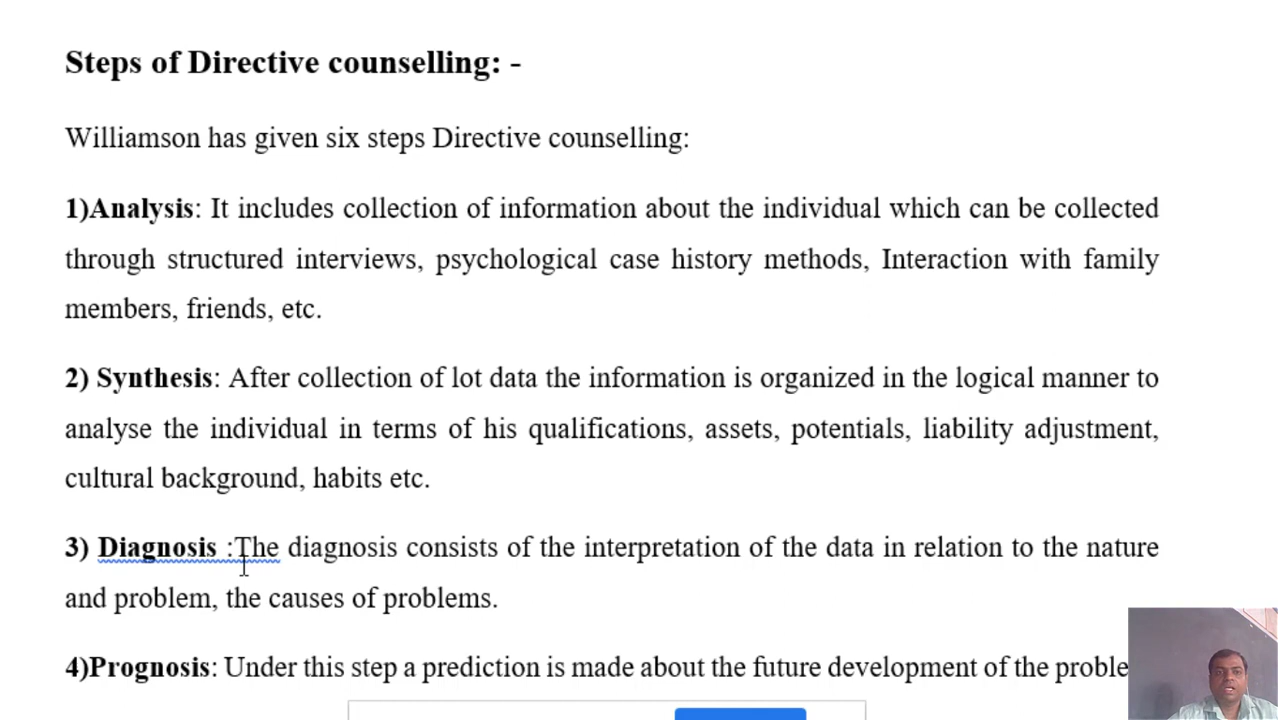 Steps of Directive counselling: -
Williamson has given six steps Directive counselling:
1)Analysis: It includes collection of information about the individual which can be collected
through structured interviews, psychological case history methods, Interaction with family
members, friends, etc.
2) Synthesis: After collection of lot data the information is organized in the logical manner to
analyse the individual in terms of his qualifications, assets, potentials, liability adjustment,
cultural background, habits etc.
3) Diagnosis :The diagnosis consists of the interpretation of the data in relation to the nature
and problem, the causes of problems.
4)Prognosis: Under this step a prediction is made about the future development of the